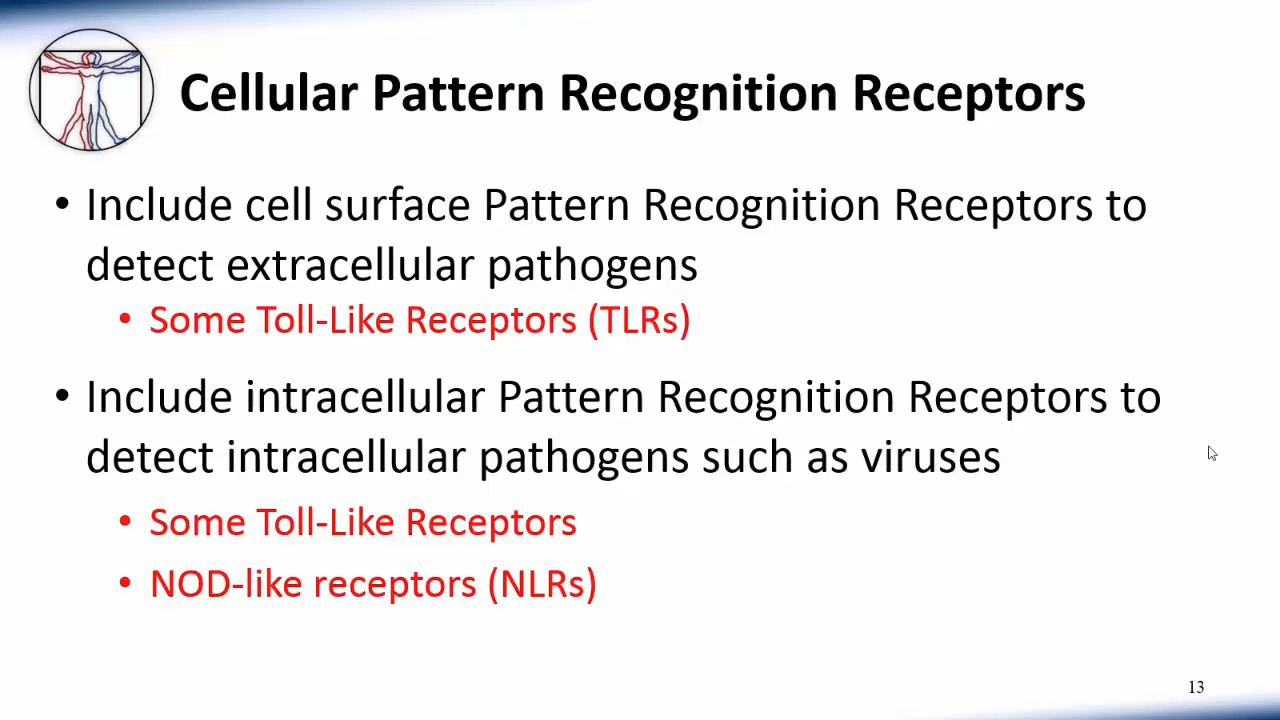 Cellular Pattern Recognition Receptors
• Include cell surface Pattern Recognition Receptors to
detect extracellular pathogens
• Some Toll-Like Receptors (TLRs)
• Include intracellular Pattern Recognition Receptors to
detect intracellular pathogens such as viruses
• Some Toll-Like Receptors
• NOD-like receptors (NLRs)
13